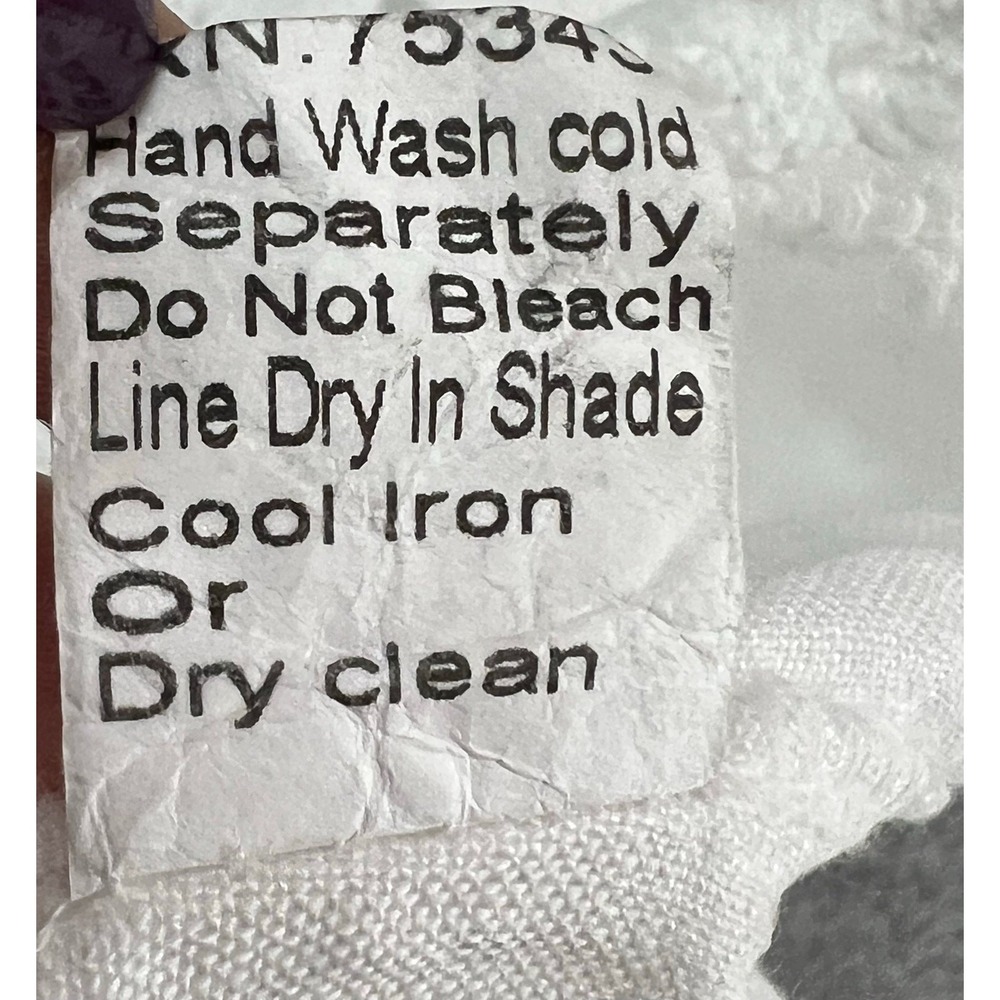 Hand Wash cold
Separately
Do Not Bleach
Line Dry In Shade
Cool Iron
Or
Dry clean